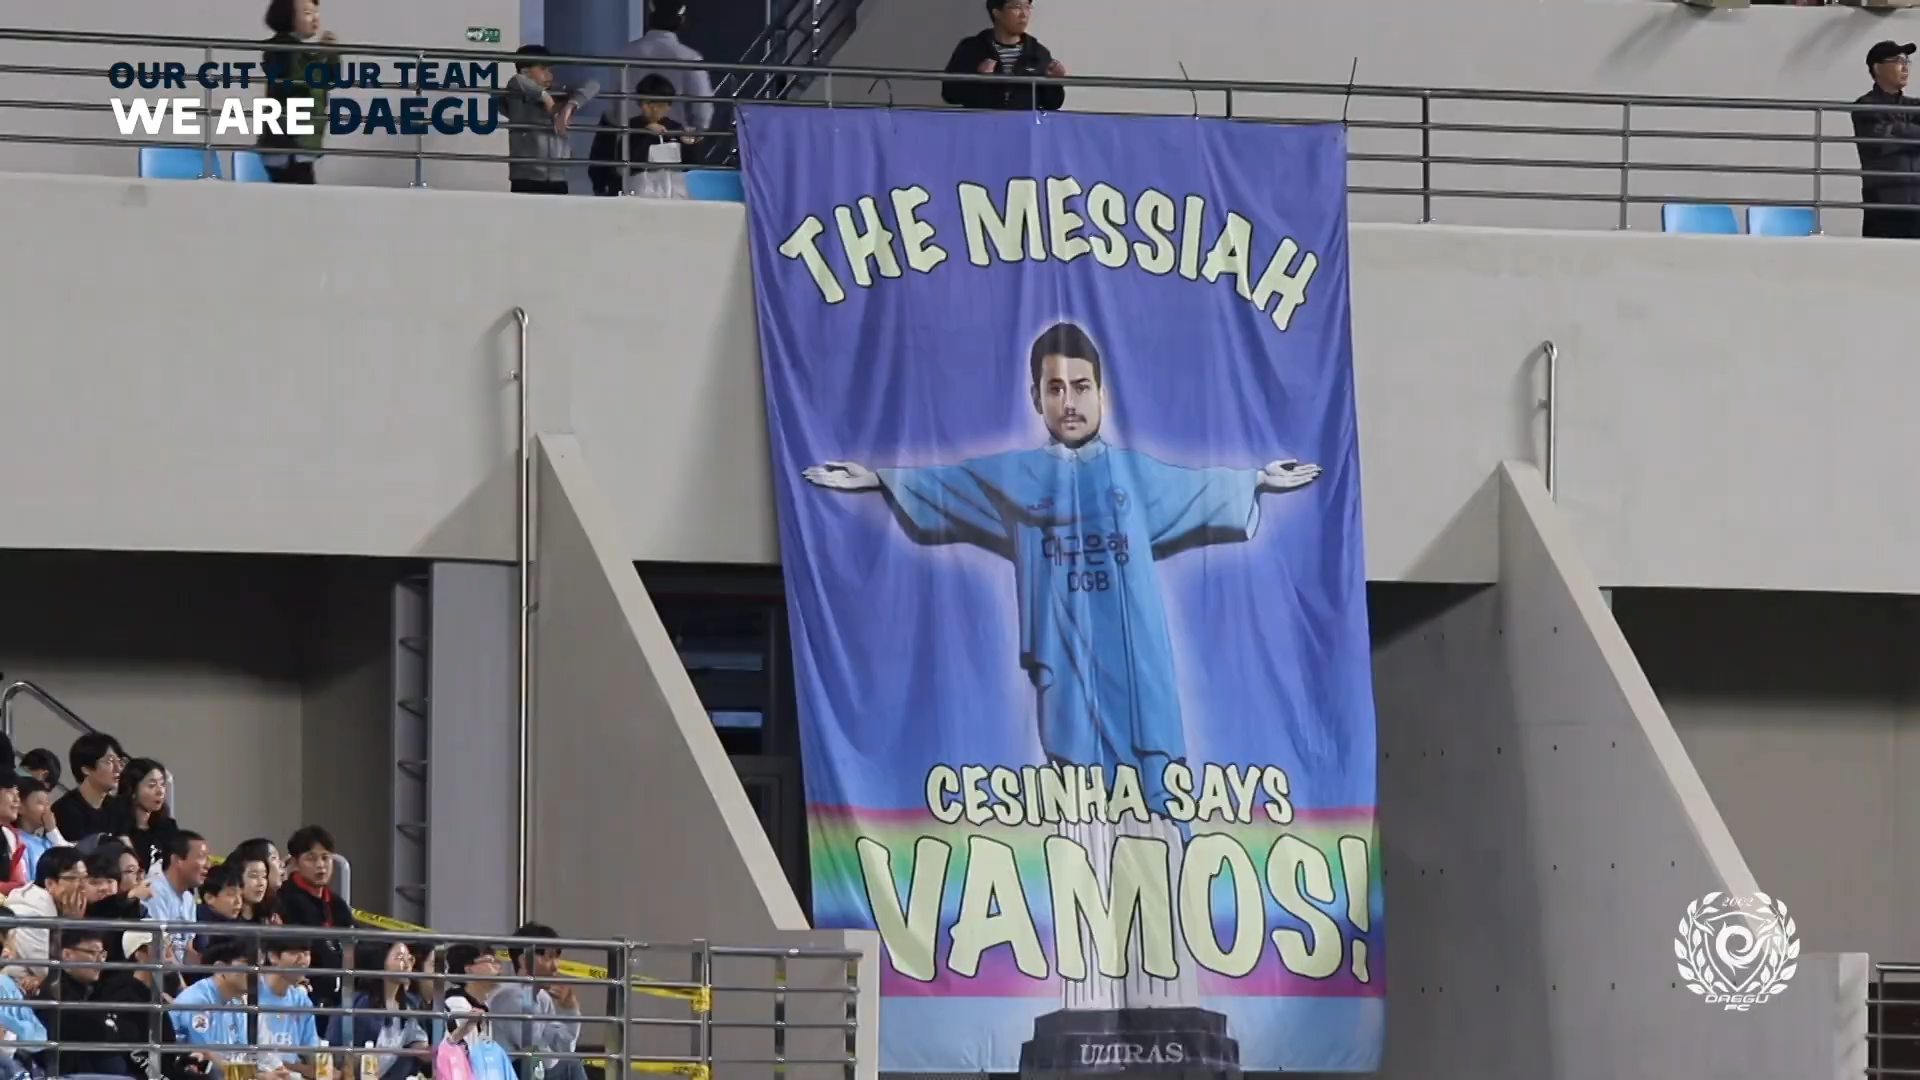 OUR CITY, OUR TEAM
WE ARE DAEGU
THE MESSIAH
대구은행
DGB
CESINHA SAYS
VAMOS!
ULTRAS
2002
DAEGU
FC